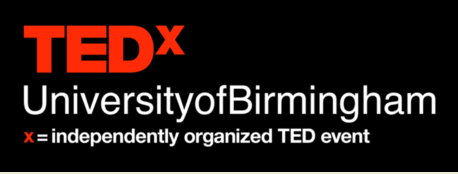 TEDx
UniversityofBirmingham
x = independently organized TED event